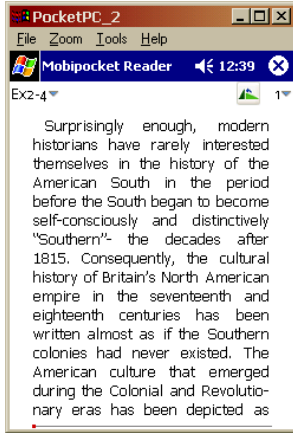 PocketPC_2
File Zoom Tools Help
Mobipocket Reader 12:39
Ex2-4 1
Surprisingly enough, modern
historians have rarely interested
themselves in the history of the
American South in the period
before the South began to become
self-consciously and distinctively
"Southern"- the decades after
1815. Consequently, the cultural
history of Britain's North American
empire in the seventeenth and
eighteenth centuries has been
written almost as if the Southern
colonies had never existed. The
American culture that emerged
during the Colonial and Revolutio-
nary eras has been depicted as